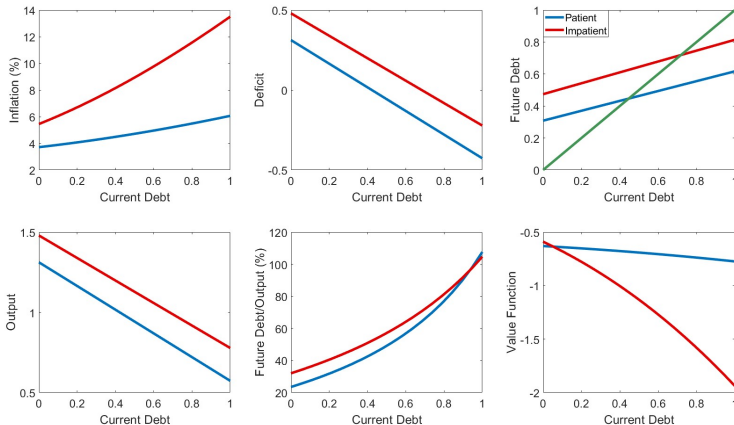 Inflation (%)
14
12
10
8
6
4
2
0 0.2 0.4 0.6 0.8 1
Current Debt
Deficit
0.5
0
-0.5
0 0.2 0.4 0.6 0.8 1
Current Debt
Future Debt
1
0.8
0.6
0.4
0.2
0
Patient
Impatient
0 0.2 0.4 0.6 0.8 1
Current Debt
Output
1.5
1
0.5
0 0.2 0.4 0.6 0.8 1
Current Debt
Future Debt/Output (%)
120
100
80
60
40
20
0 0.2 0.4 0.6 0.8 1
Current Debt
Value Function
-0.5
-1
-1.5
-2
0 0.2 0.4 0.6 0.8 1
Current Debt